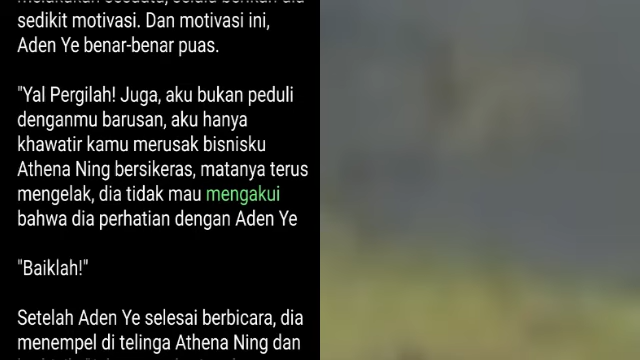 sedikit motivasi. Dan motivasi ini,
Aden Ye benar-benar puas.
"Yal Pergilah! Juga, aku bukan peduli
denganmu barusan, aku hanya
khawatir kamu merusak bisnisku
Athena Ning bersikeras, matanya terus
mengelak, dia tidak mau mengakui
bahwa dia perhatian dengan Aden Ye
"Baiklah!"
Setelah Aden Ye selesai berbicara, dia
menempel di telinga Athena Ning dan